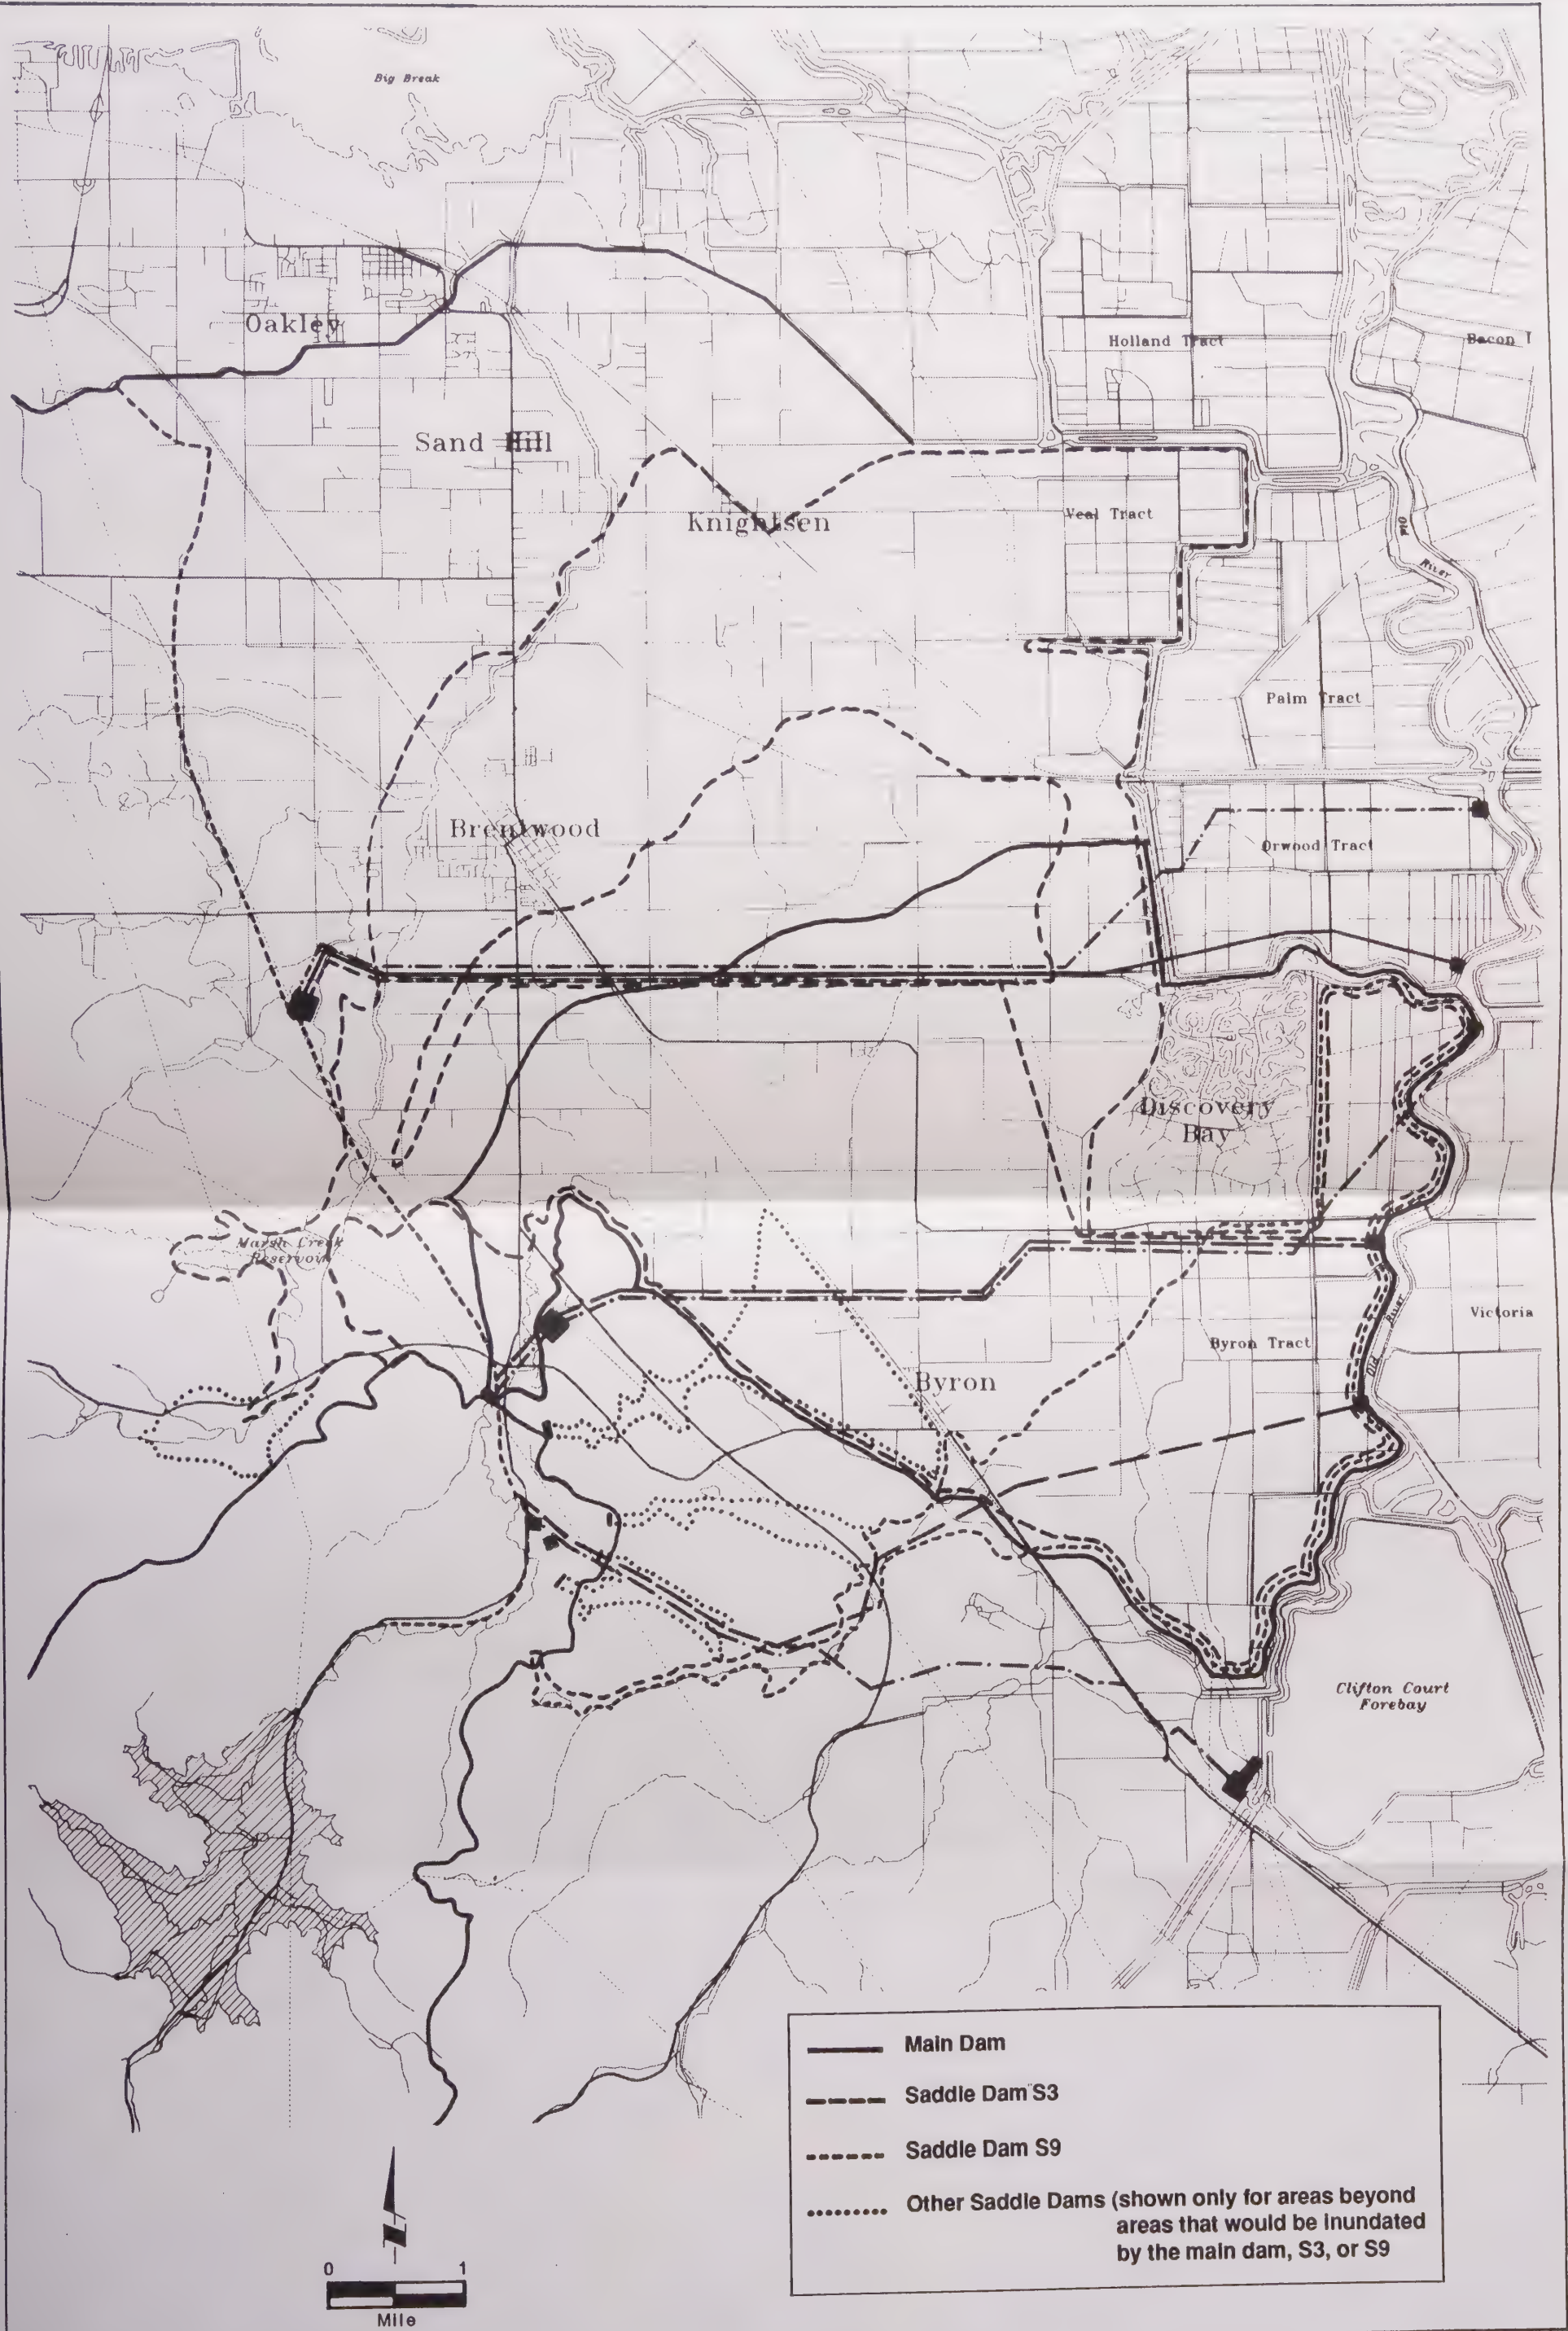 Big Break
Oakley
Holland Tract
Bacon I
Sand Hill
Knightsen
Veal Tract
Old
River
Palm Tract
Brentwood
Orwood Tract
Discovery
Bay
Marsh Creek
Reservoir
River
Victoria
Byron Tract
Old
Byron
Clifton Court
Forebay
Main Dam
Saddle Dam S3
Saddle Dam S9
Other Saddle Dams (shown only for areas beyond
areas that would be inundated
by the main dam, S3, or S9
0 1
Mile